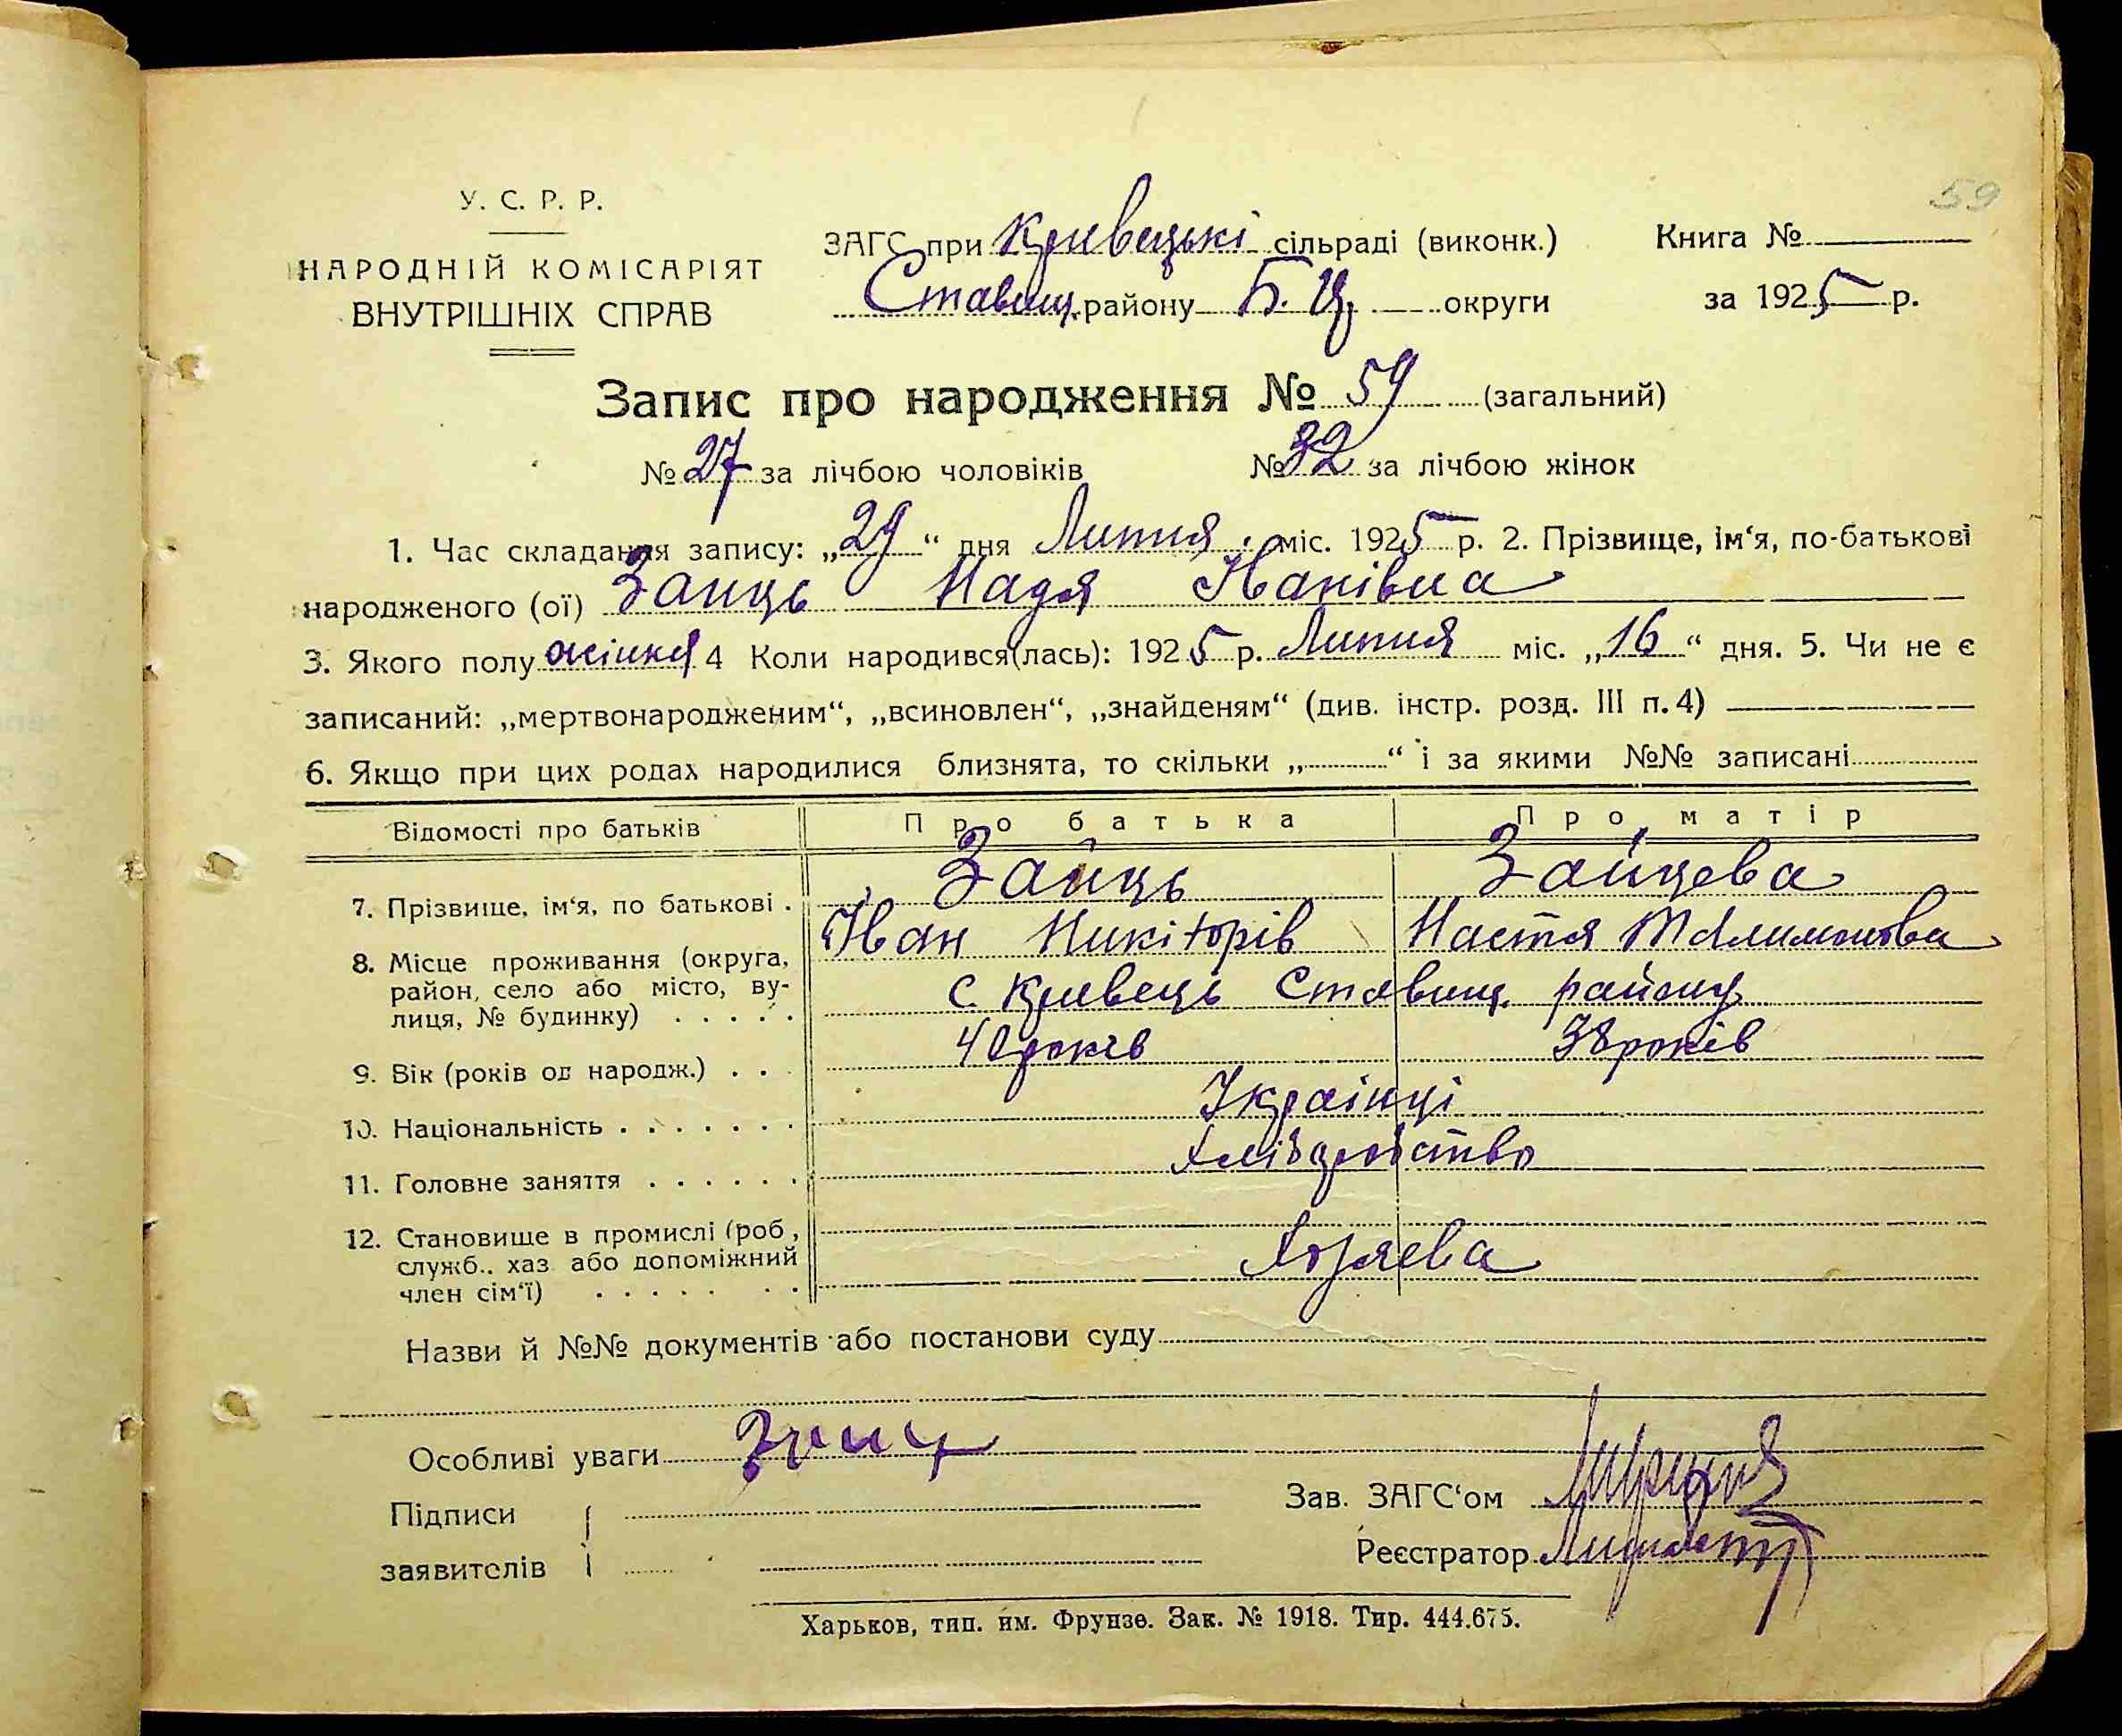 59
У. С. Р. Р.
НАРОДНІЙ КОМІСАРІЯТ
ВНУТРІШНІХ СПРАВ
ЗАГС при Кривецькі сільраді (виконк.)
Ставищ. району Б. Ц. округи
Книга №
за 1925 р.
Запис про народження № 59 (загальний)
№ 27 за лічбою чоловіків № 32 за лічбою жінок
1. Час складання запису: „29“ дня Липня міс. 1925 р. 2. Прізвище, ім‘я, по-батькові
народженого (ої) Заиць Надя Іванівна
3. Якого полу жінка 4 Коли народився(лась): 1925 р. Липня міс. „16“ дня. 5. Чи не є
записаний: „мертвонародженим“, „всиновлен“, „знайденям“ (див. інстр. розд. III п. 4)
6. Якщо при цих родах народилися близнята, то скільки „ “ і за якими №№ записані
Відомості про батьків Про батька Про матір
7. Прізвище, ім‘я, по батькові . Заиць Зайцева
Іван Никіфорів Настя
8. Місце проживання (округа,
район, село або місто, ву-
лиця, № будинку) . . . . . с. Кривець Ставищ. району
9. Вік (років од народж.) . . . 40 років 38 років
10. Національність . . . . . . . Українці
11. Головне заняття . . . . . . . Хліборобство
12. Становище в промислі (роб,
служб.. хаз або допоміжний
член сім‘ї) . . . . . . . Хозяева
Назви й №№ документів або постанови суду
Особливі уваги
Підписи
заявителів
Зав. ЗАГС‘ом
Реєстратор
Харьков, тип. им. Фрунзе. Зак. № 1918. Тир. 444.675.